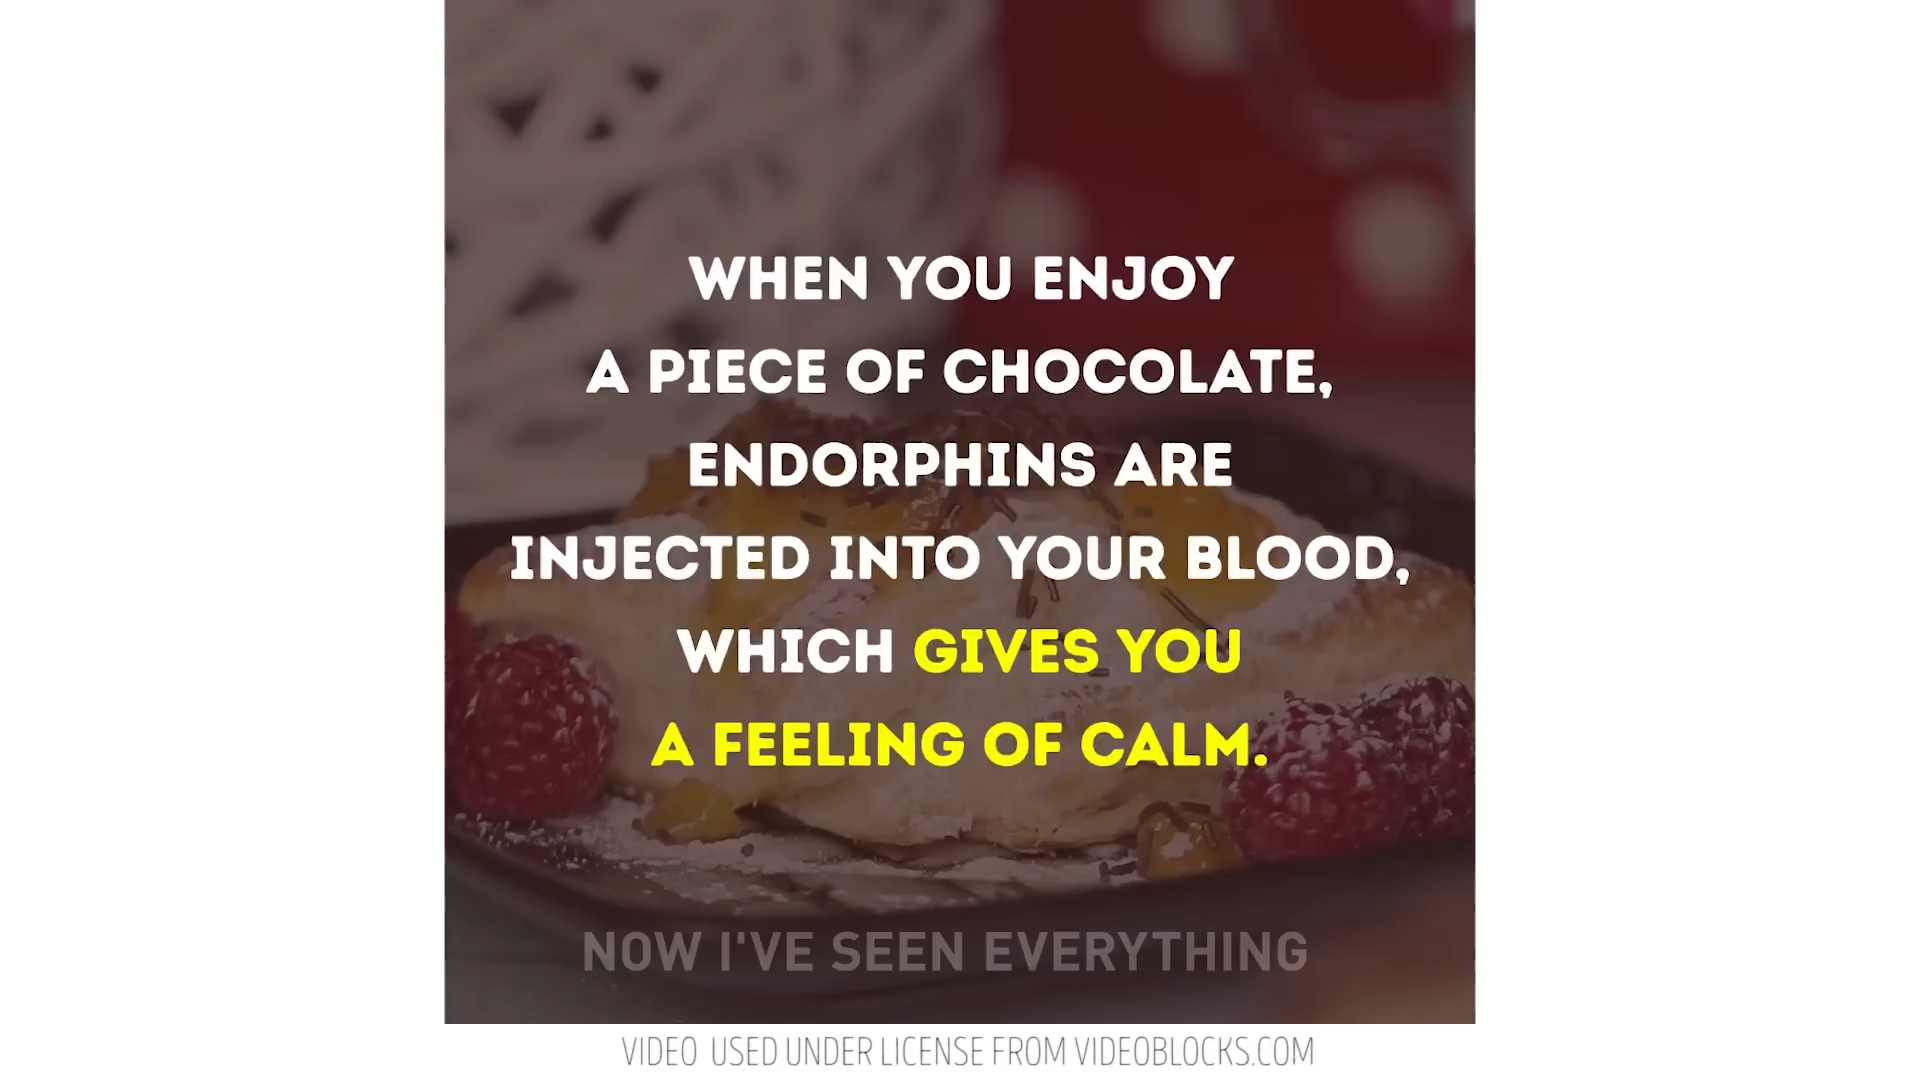 WHEN YOU ENJOY
A PIECE OF CHOCOLATE,
ENDORPHINS ARE
INJECTED INTO YOUR BLOOD,
WHICH GIVES YOU
A FEELING OF CALM.
NOW I'VE SEEN EVERYTHING
VIDEO USED UNDER LICENSE FROM VIDEOBLOCKS.COM